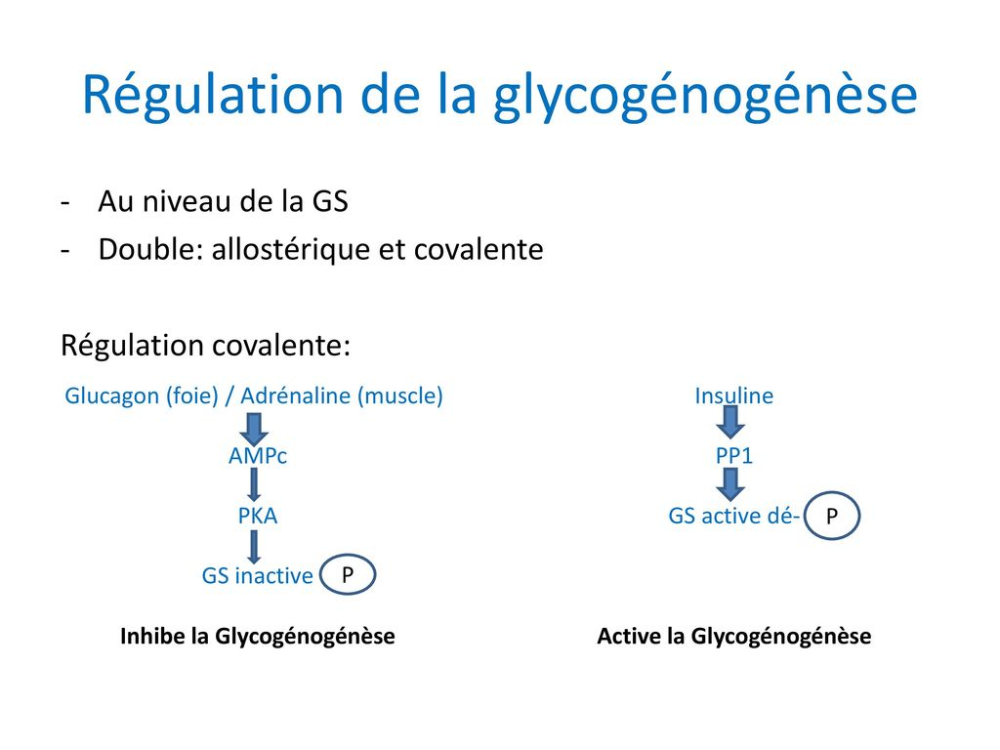 Régulation de la glycogénogénèse
- Au niveau de la GS
- Double: allostérique et covalente
Régulation covalente:
Glucagon (foie) / Adrénaline (muscle)
AMPc
PKA
GS inactive P
Inhibe la Glycogénogénèse
Insuline
PP1
GS active dé- P
Active la Glycogénogénèse